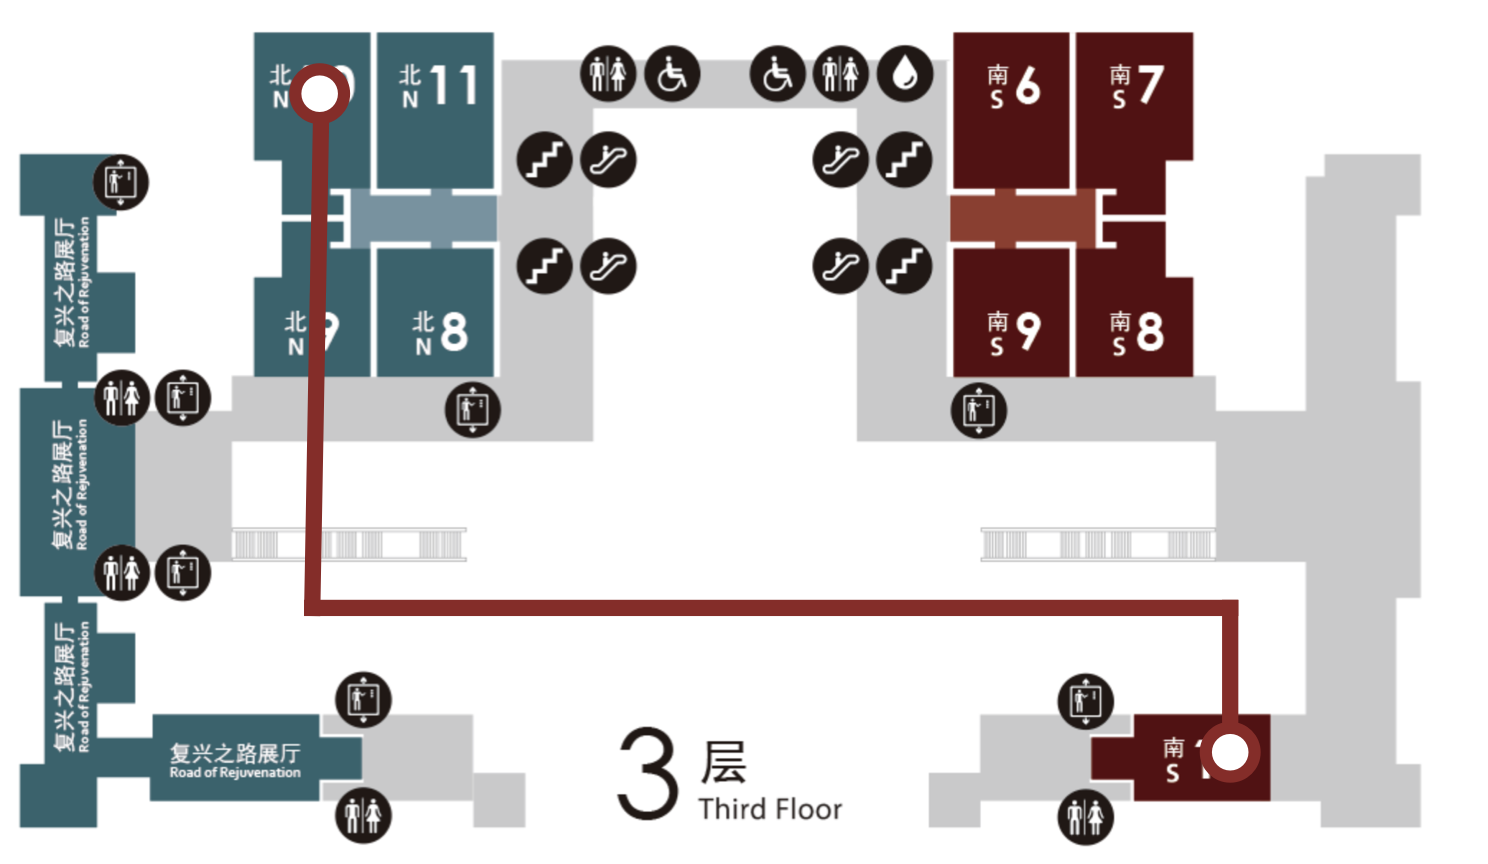 北
N
北
N 11
南
S 6
南
S 7
复兴之路展厅
Road of Rejuvenation
北
N 9
北
N 8
南
S 9
南
S 8
复兴之路展厅
Road of Rejuvenation
复兴之路展厅
Road of Rejuvenation
复兴之路展厅
Road of Rejuvenation
3 层
Third Floor
南
S